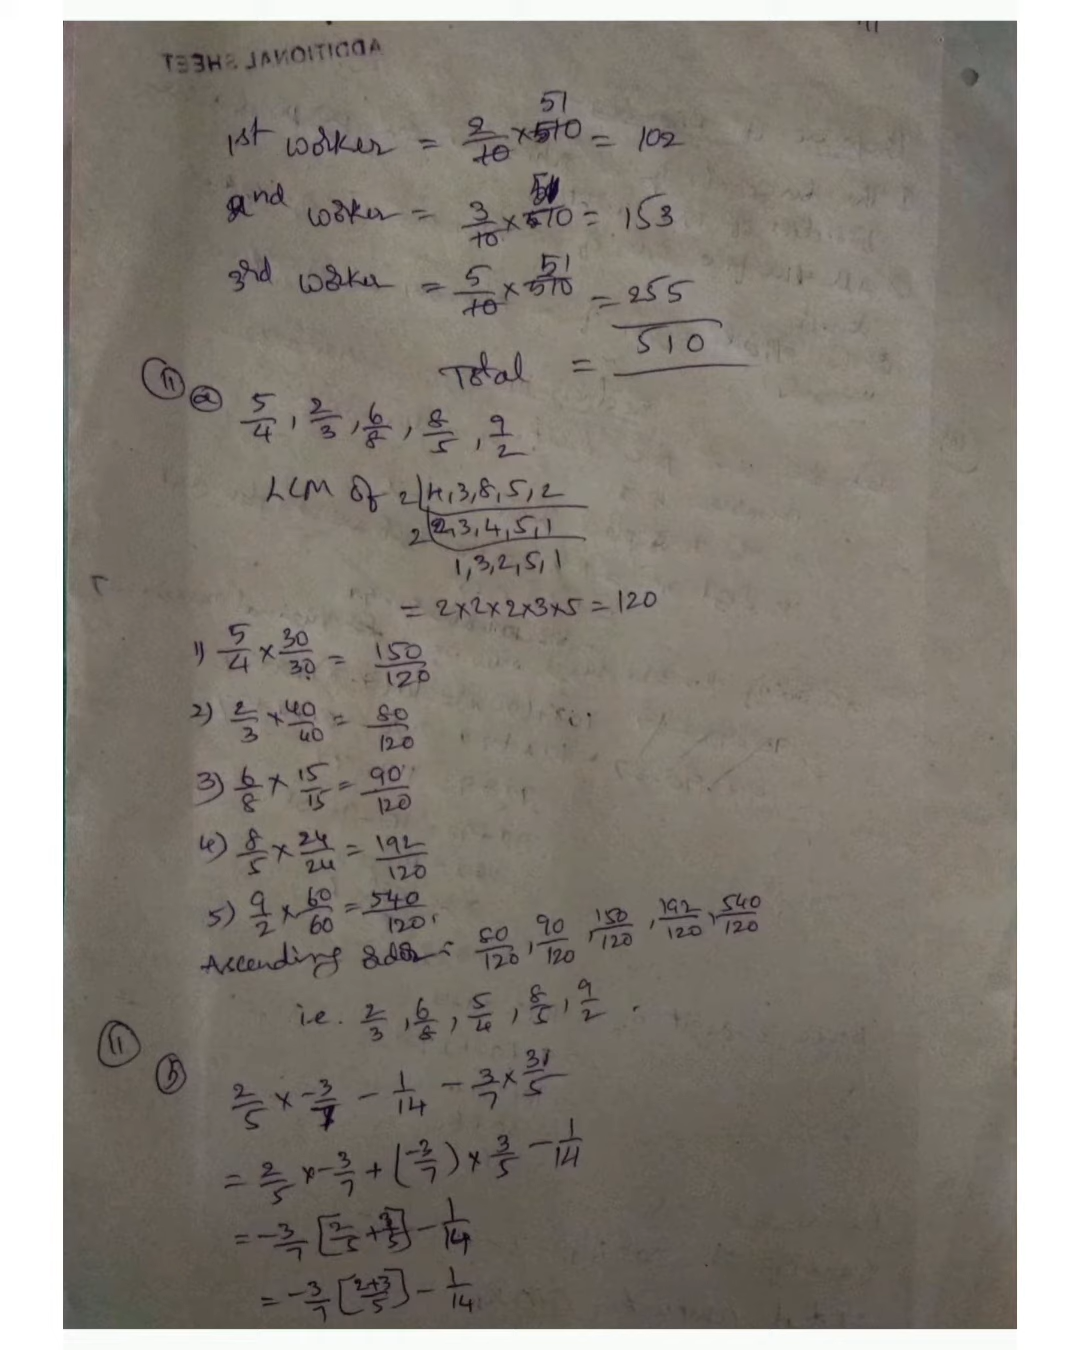 ADDITIONAL SHEET
1st worker = 2/10 × 510 51 = 102
2nd worker = 3/10 × 510 51 = 153
3rd worker = 5/10 × 510 51 = 255
Total = 510
11 a 5/4, 2/3, 6/8, 8/5, 9/2
LCM of 2 | 4, 3, 8, 5, 2
2 | 2, 3, 4, 5, 1
1, 3, 2, 5, 1
= 2×2×2×3×5 = 120
1) 5/4 × 30/30 = 150/120
2) 2/3 × 40/40 = 80/120
3) 6/8 × 15/15 = 90/120
4) 8/5 × 24/24 = 192/120
5) 9/2 × 60/60 = 540/120
Ascending order - 80/120, 90/120, 150/120, 192/120, 540/120
i.e. 2/3, 6/8, 5/4, 8/5, 9/2.
11
b 2/5 × -3/7 - 1/14 - 3/7 × 3/5
= 2/5 × -3/7 + (-3/7) × 3/5 - 1/14
= -3/7 [2/5 + 3/5] - 1/14
= -3/7 [2+3/5] - 1/14